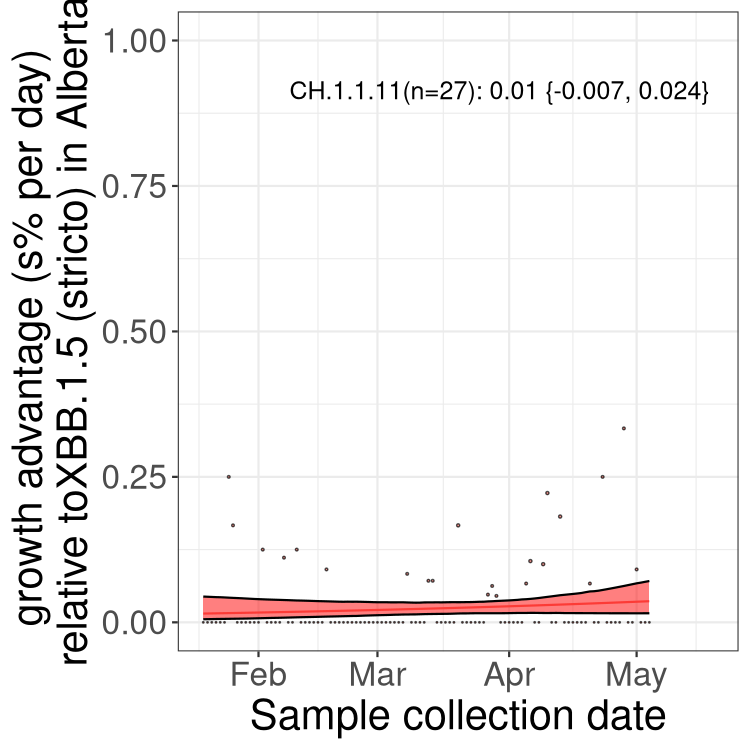 growth advantage (s% per day)
relative toXBB.1.5 (stricto) in Alberta
1.00
CH.1.1.11(n=27): 0.01 {-0.007, 0.024}
0.75
0.50
0.25
0.00
Feb Mar Apr May
Sample collection date